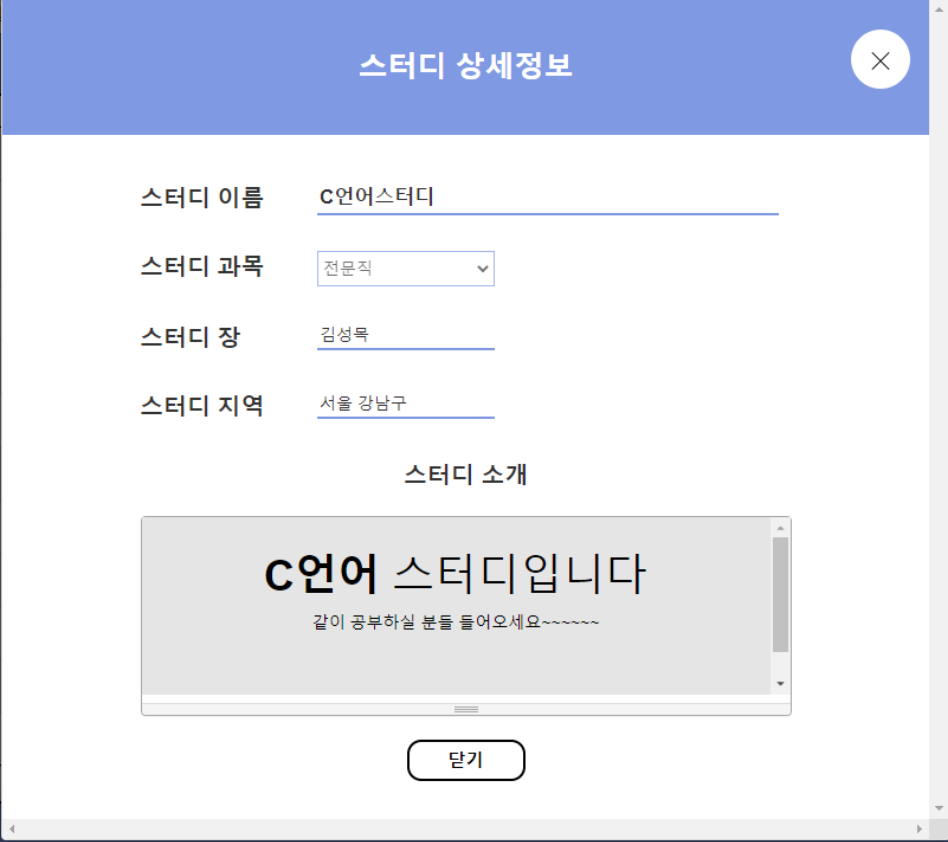 스터디 상세정보
스터디 이름 C언어스터디
스터디 과목 전문직
스터디 장 김성목
스터디 지역 서울 강남구
스터디 소개
C언어 스터디입니다
같이 공부하실 분들 들어오세요~~~~~~
닫기